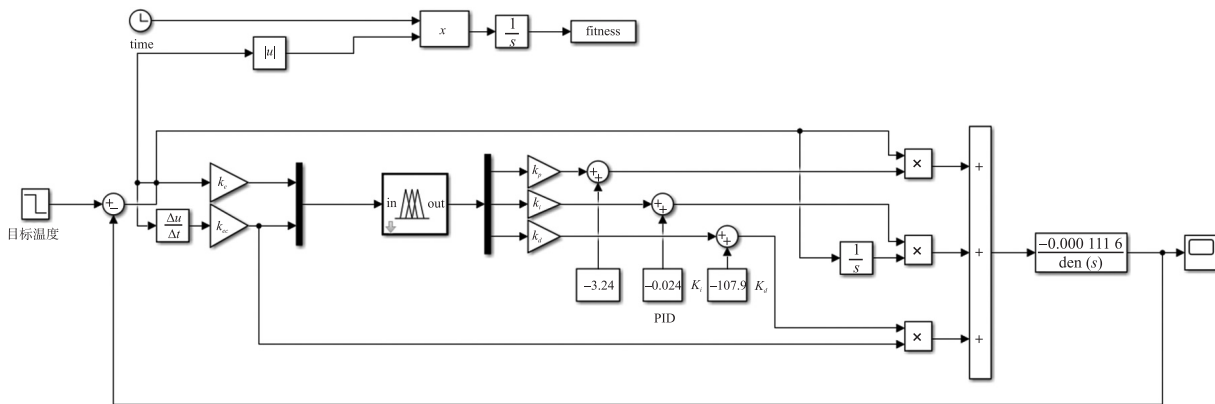 time
|u|
x
1
s
fitness
目标温度
+
−
Δu
Δt
k_e
k_ec
in
out
k_p
k_i
k_d
+
+
+
+
+
+
−3.24
−0.024
K_i
−107.9
K_d
PID
1
s
×
×
×
+
+
+
−0.000 111 6
den (s)